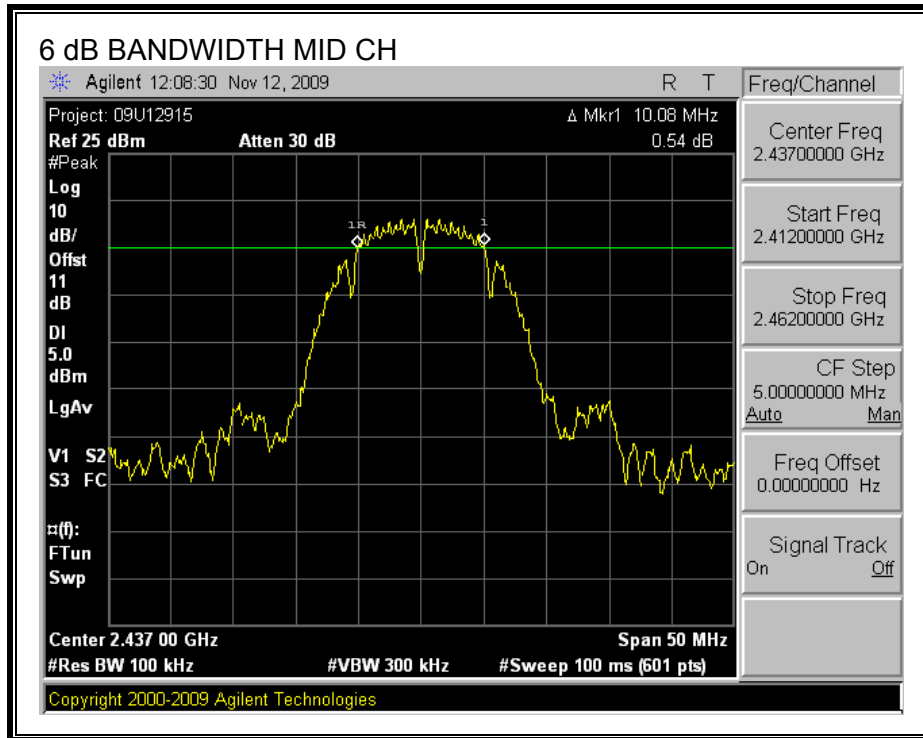 6 dB BANDWIDTH MID CH
Agilent 12:08:30 Nov 12, 2009 R T
Freq/Channel
Project: 09U12915 Δ Mkr1 10.08 MHz
Ref 25 dBm Atten 30 dB 0.54 dB
#Peak
Log
10
dB/
Offst
11
dB
DI
5.0
dBm
LgAv
V1 S2
S3 FC
¤(f):
FTun
Swp
1R
1
Center 2.437 00 GHz Span 50 MHz
#Res BW 100 kHz #VBW 300 kHz #Sweep 100 ms (601 pts)
Center Freq
2.43700000 GHz
Start Freq
2.41200000 GHz
Stop Freq
2.46200000 GHz
CF Step
5.00000000 MHz
Auto Man
Freq Offset
0.00000000 Hz
Signal Track
On Off
Copyright 2000-2009 Agilent Technologies